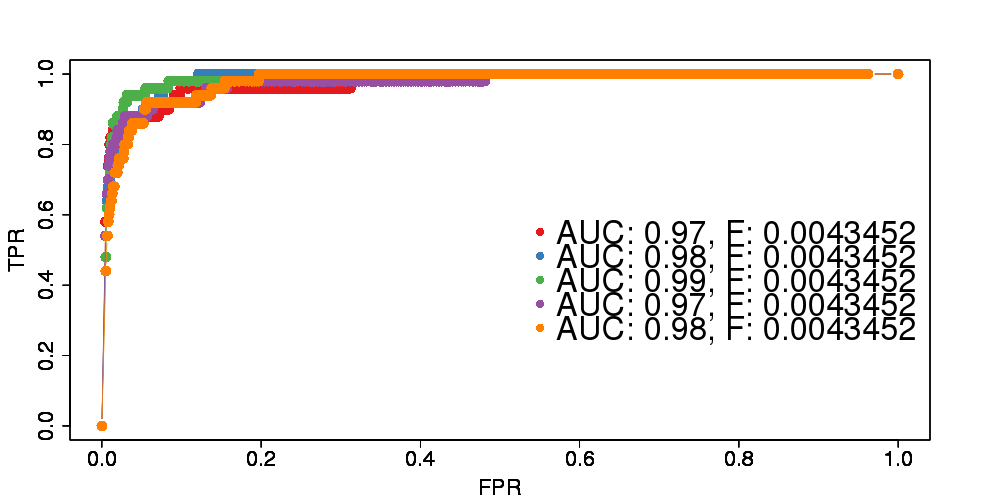 1.0
0.8
0.6
0.4
0.2
0.0
TPR
AUC: 0.97, F: 0.0043452
AUC: 0.98, F: 0.0043452
AUC: 0.99, F: 0.0043452
AUC: 0.97, F: 0.0043452
AUC: 0.98, F: 0.0043452
0.0 0.2 0.4 0.6 0.8 1.0
FPR